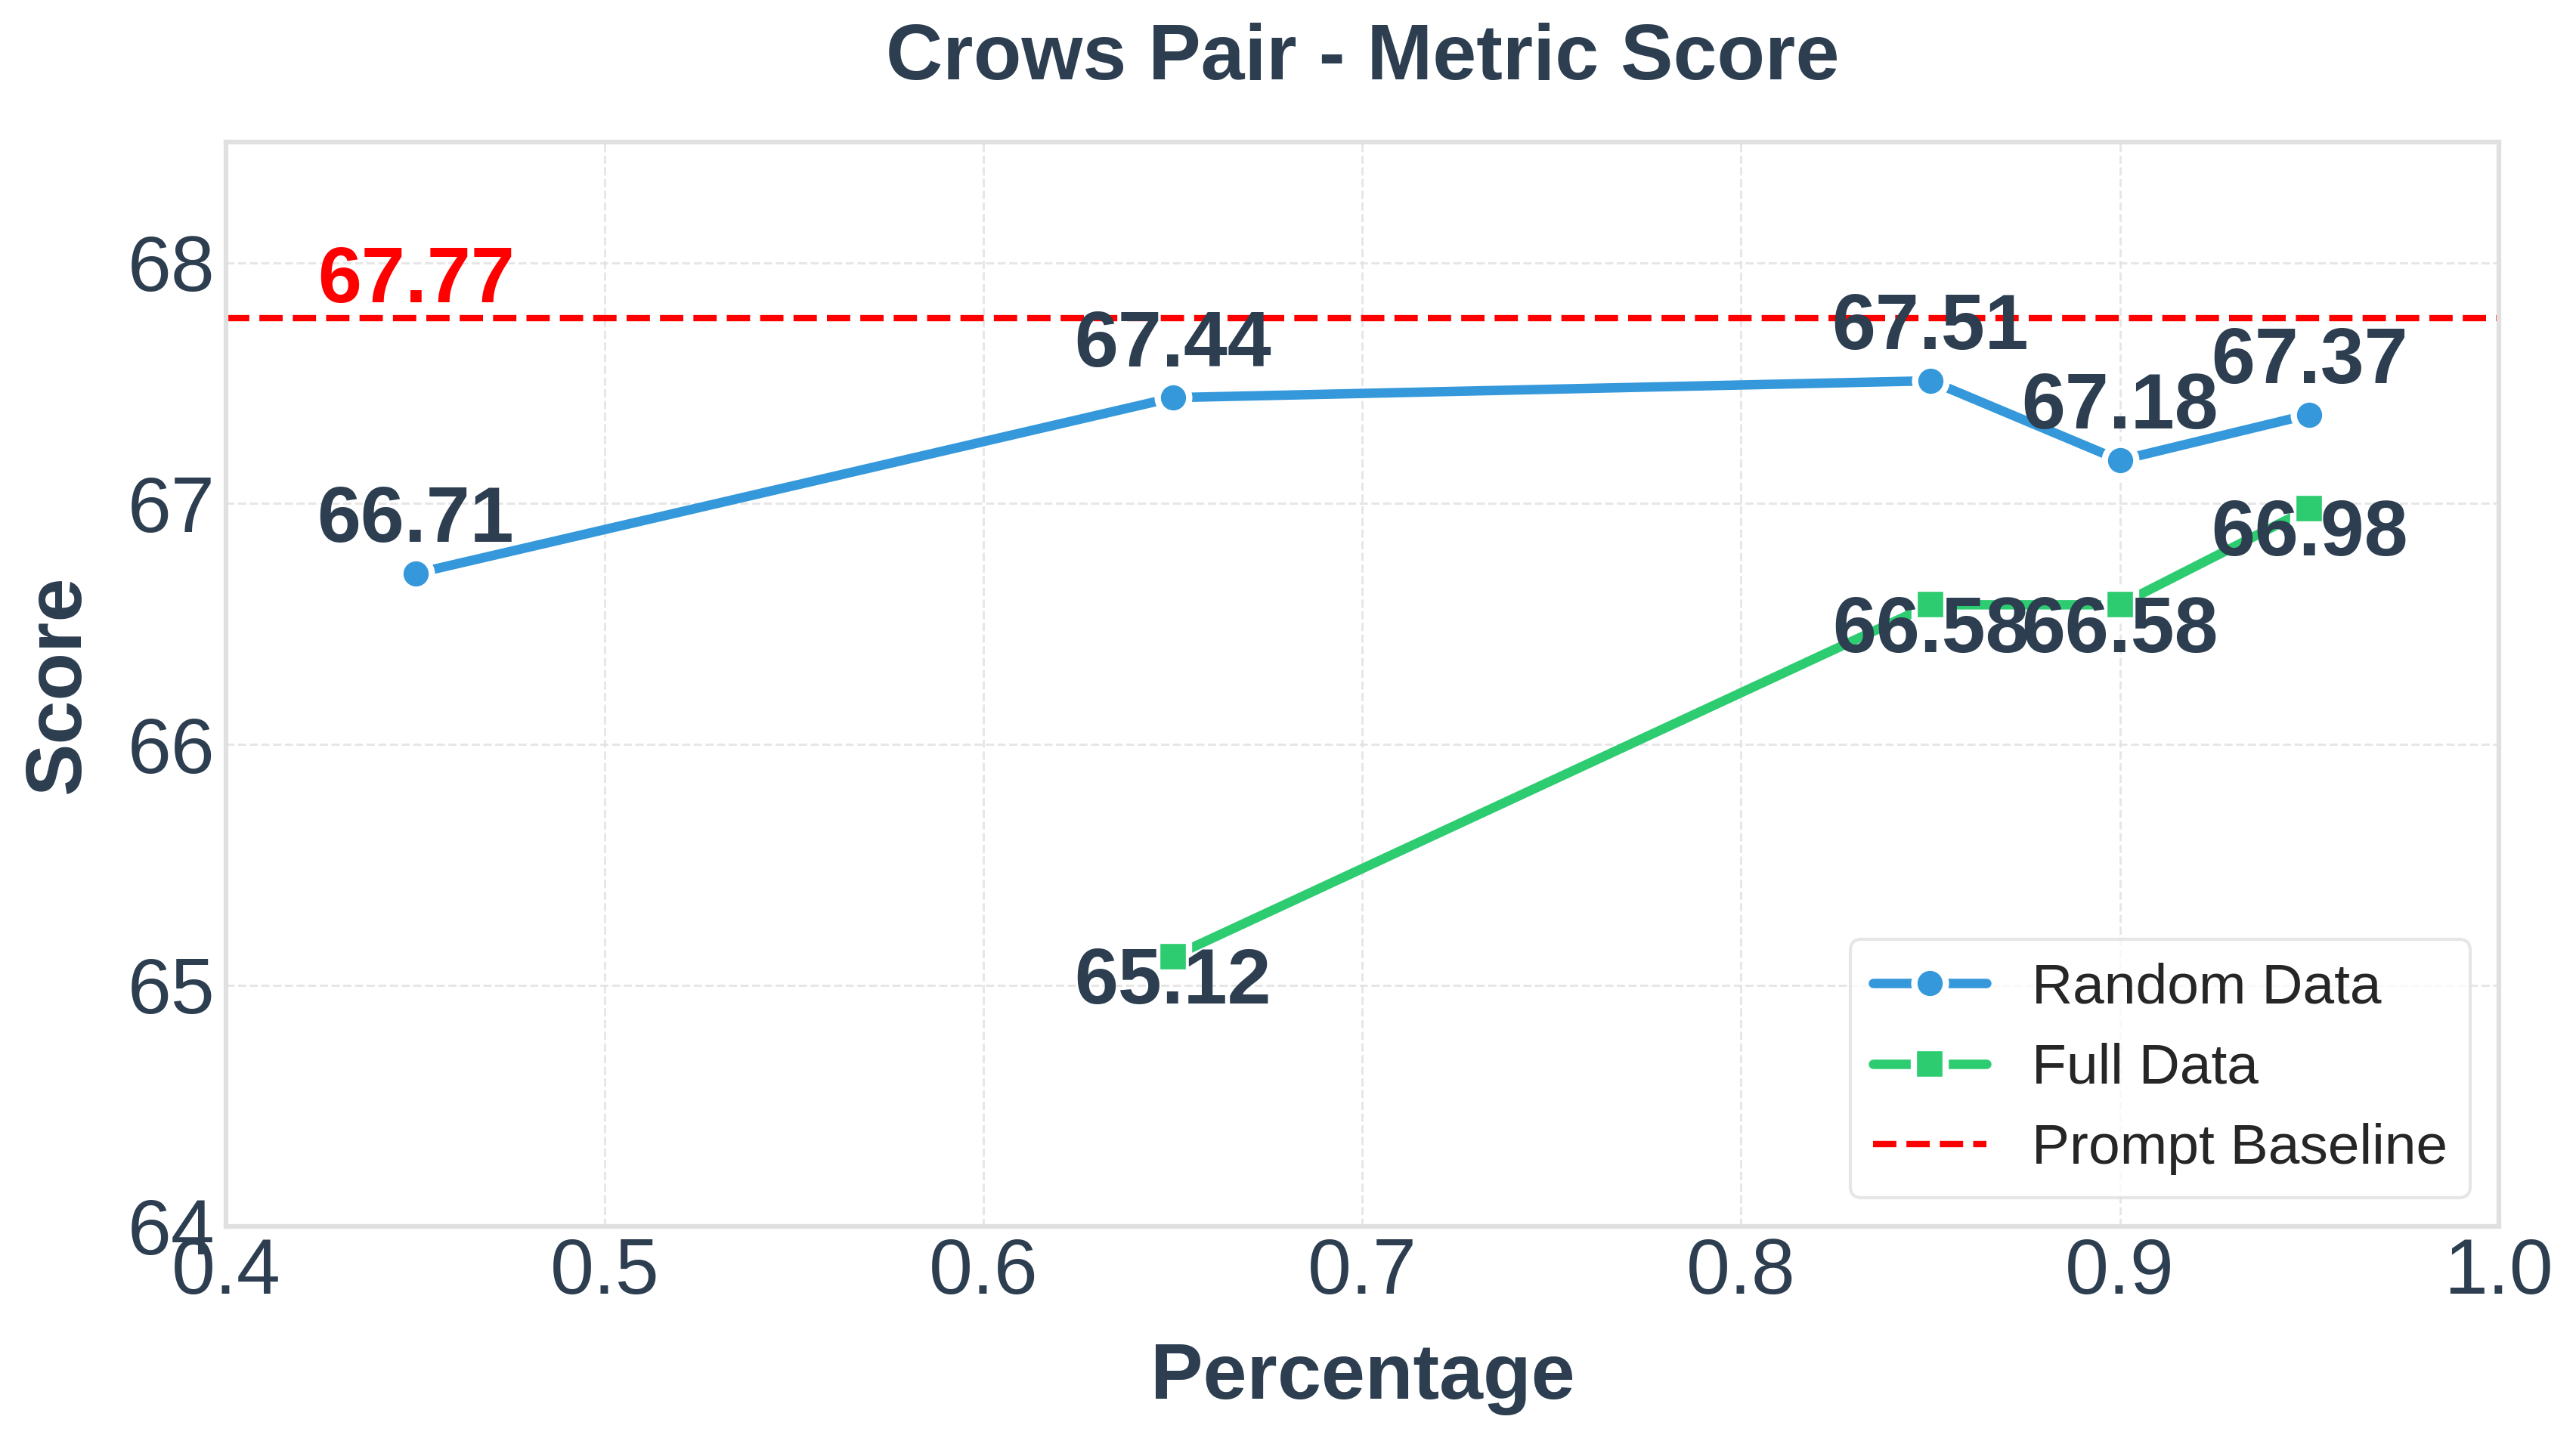 Crows Pair - Metric Score
Score
68
67
66
65
64
67.77
67.44
67.51
67.18
67.37
66.71
66.98
66.58
66.58
65.12
Random Data
Full Data
Prompt Baseline
0.4 0.5 0.6 0.7 0.8 0.9 1.0
Percentage